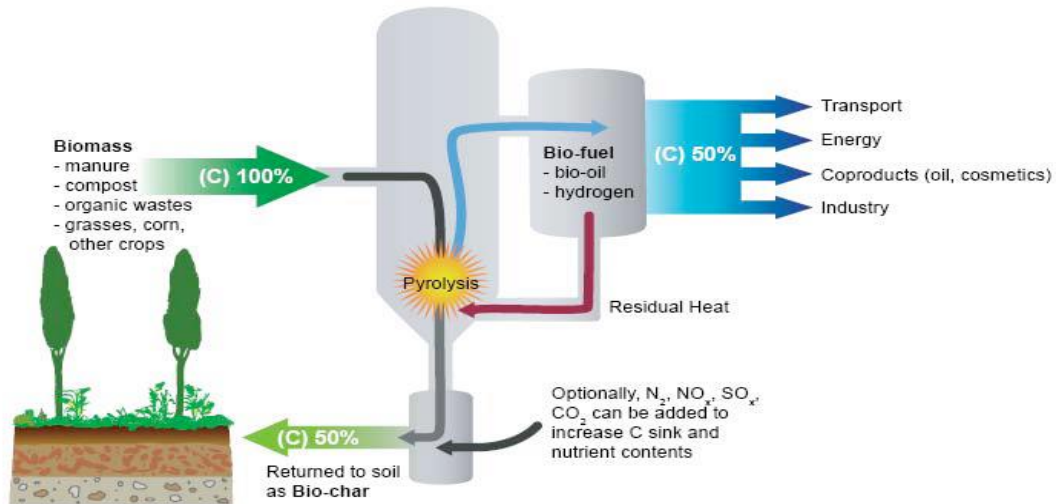 Biomass
- manure
- compost
- organic wastes
- grasses, corn,
other crops
(C) 100%
Pyrolysis
Bio-fuel
- bio-oil
- hydrogen
(C) 50%
Transport
Energy
Coproducts (oil, cosmetics)
Industry
Residual Heat
Optionally, N₂, NOₓ, SOₓ,
CO₂ can be added to
increase C sink and
nutrient contents
(C) 50%
Returned to soil
as Bio-char